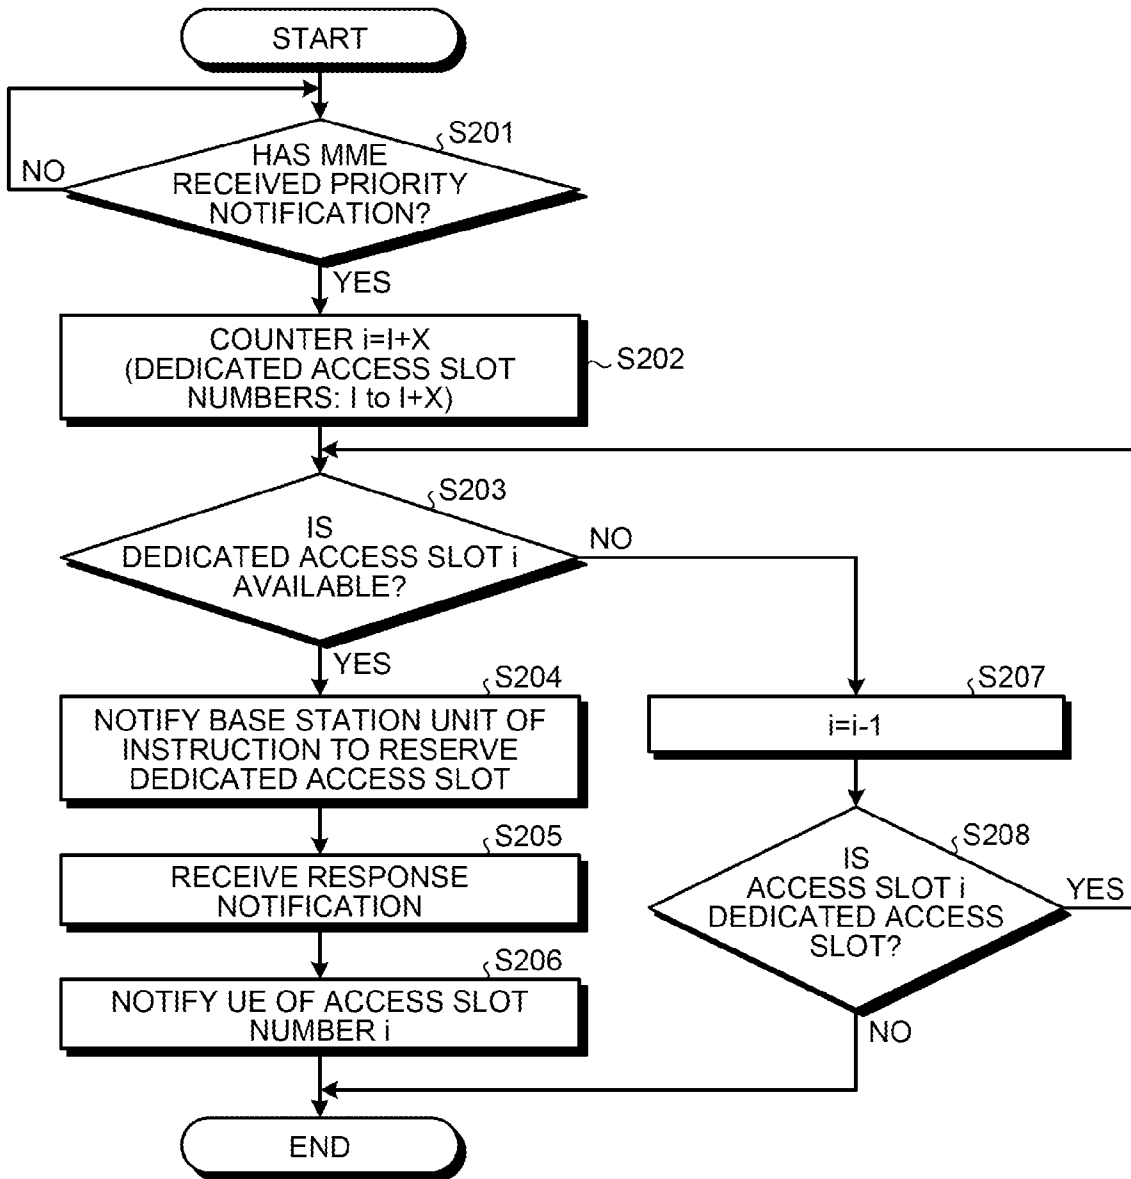 START
S201
HAS MME
RECEIVED PRIORITY
NOTIFICATION?
NO
YES
COUNTER i=I+X
(DEDICATED ACCESS SLOT
NUMBERS: I to I+X)
S202
S203
IS
DEDICATED ACCESS SLOT i
AVAILABLE?
NO
YES
S204
NOTIFY BASE STATION UNIT OF
INSTRUCTION TO RESERVE
DEDICATED ACCESS SLOT
S205
RECEIVE RESPONSE
NOTIFICATION
S206
NOTIFY UE OF ACCESS SLOT
NUMBER i
S207
i=i-1
S208
IS
ACCESS SLOT i
DEDICATED ACCESS
SLOT?
YES
NO
END